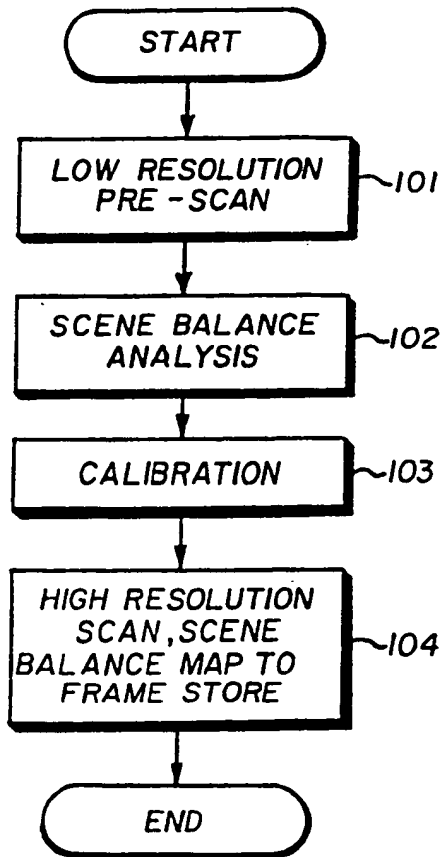 START
LOW RESOLUTION
PRE-SCAN
101
SCENE BALANCE
ANALYSIS
102
CALIBRATION
103
HIGH RESOLUTION
SCAN, SCENE
BALANCE MAP TO
FRAME STORE
104
END